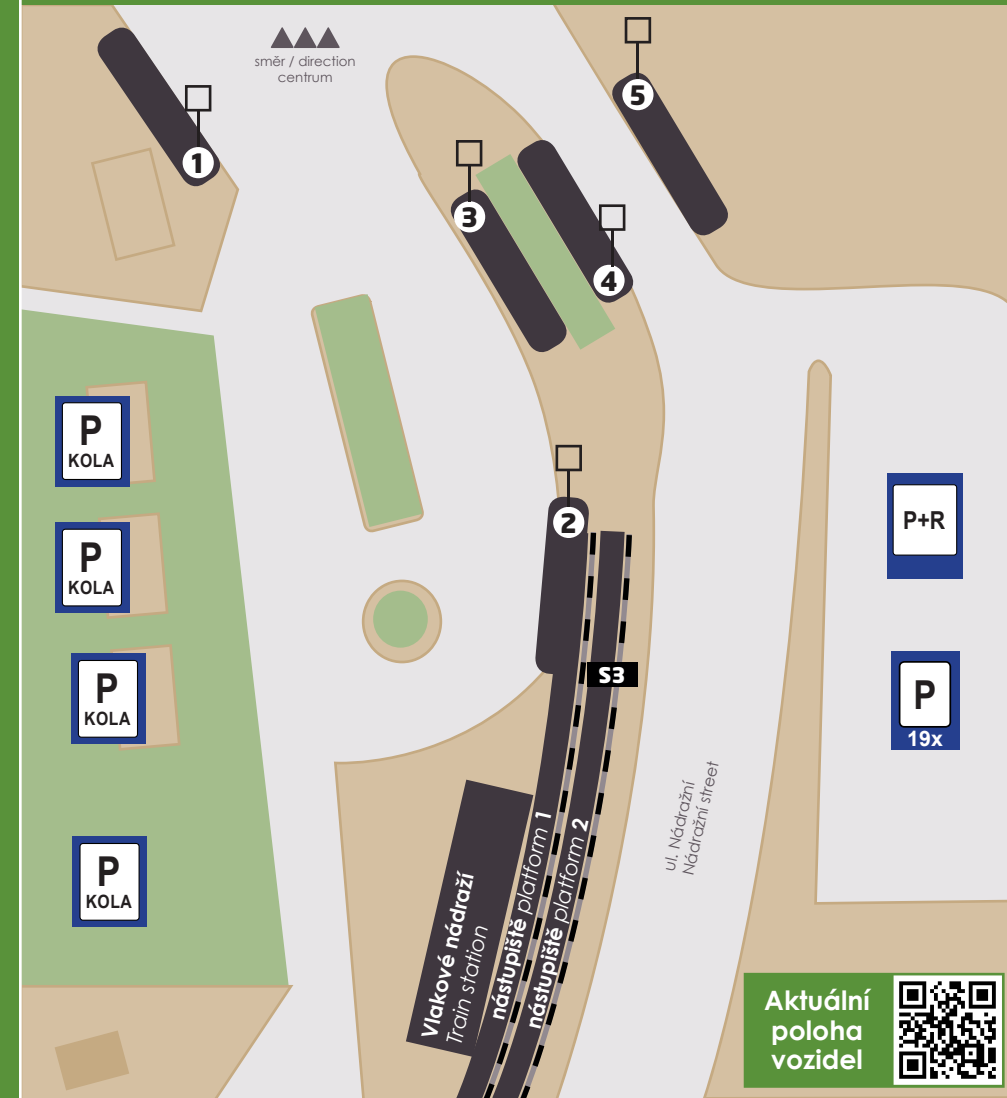 směr / direction
centrum
5
1
3
4
P
KOLA
2
P+R
P
KOLA
S3
P
KOLA
P
19x
ul. Nádražní
Nádražní street
P
KOLA
Vlakové nádraží
Train station
nástupiště platform 1
nástupiště platform 2
Aktuální
poloha
vozidel